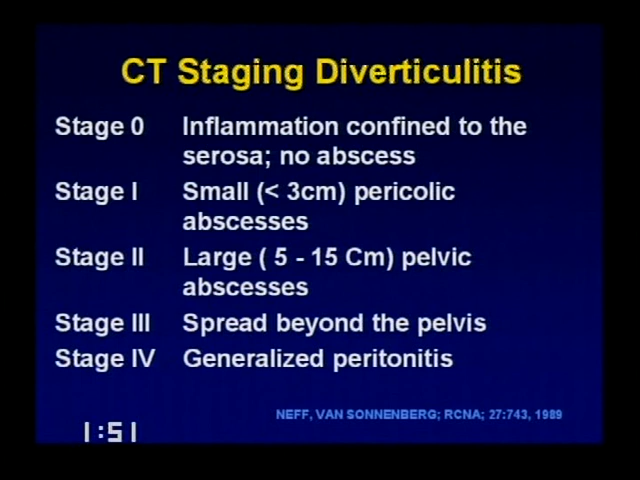 CT Staging Diverticulitis
Stage 0 Inflammation confined to the
serosa; no abscess
Stage I Small (< 3cm) pericolic
abscesses
Stage II Large ( 5 - 15 Cm) pelvic
abscesses
Stage III Spread beyond the pelvis
Stage IV Generalized peritonitis
NEFF, VAN SONNENBERG; RCNA; 27:743, 1989
1:51